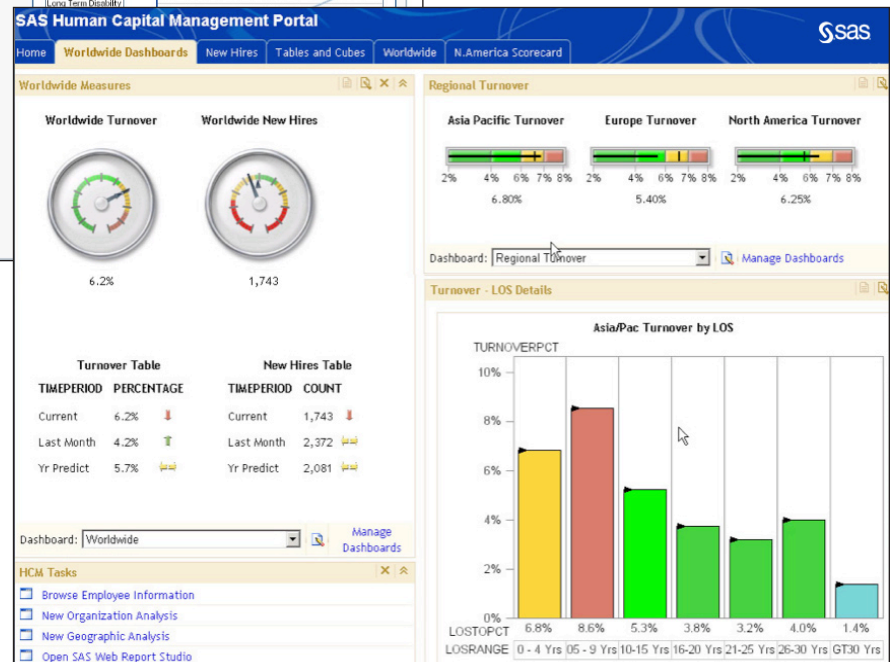 Long Term Disability
SAS Human Capital Management Portal
sas
Home
Worldwide Dashboards
New Hires
Tables and Cubes
Worldwide
N.America Scorecard
Worldwide Measures
Worldwide Turnover
Worldwide New Hires
6.2%
1,743
Turnover Table
TIMEPERIOD PERCENTAGE
Current 6.2%
Last Month 4.2%
Yr Predict 5.7%
New Hires Table
TIMEPERIOD COUNT
Current 1,743
Last Month 2,372
Yr Predict 2,081
Dashboard: Worldwide
Manage
Dashboards
HCM Tasks
Browse Employee Information
New Organization Analysis
New Geographic Analysis
Open SAS Web Report Studio
Regional Turnover
Asia Pacific Turnover
2% 4% 6% 7% 8%
6.80%
Europe Turnover
2% 4% 6% 7% 8%
5.40%
North America Turnover
2% 4% 6% 7% 8%
6.25%
Dashboard: Regional Turnover
Manage Dashboards
Turnover - LOS Details
Asia/Pac Turnover by LOS
TURNOVERPCT
10%
8%
6%
4%
2%
0%
LOSTOPCT 6.8% 8.6% 5.3% 3.8% 3.2% 4.0% 1.4%
LOSRANGE 0 - 4 Yrs 05 - 9 Yrs 10-15 Yrs 16-20 Yrs 21-25 Yrs 26-30 Yrs GT30 Yrs